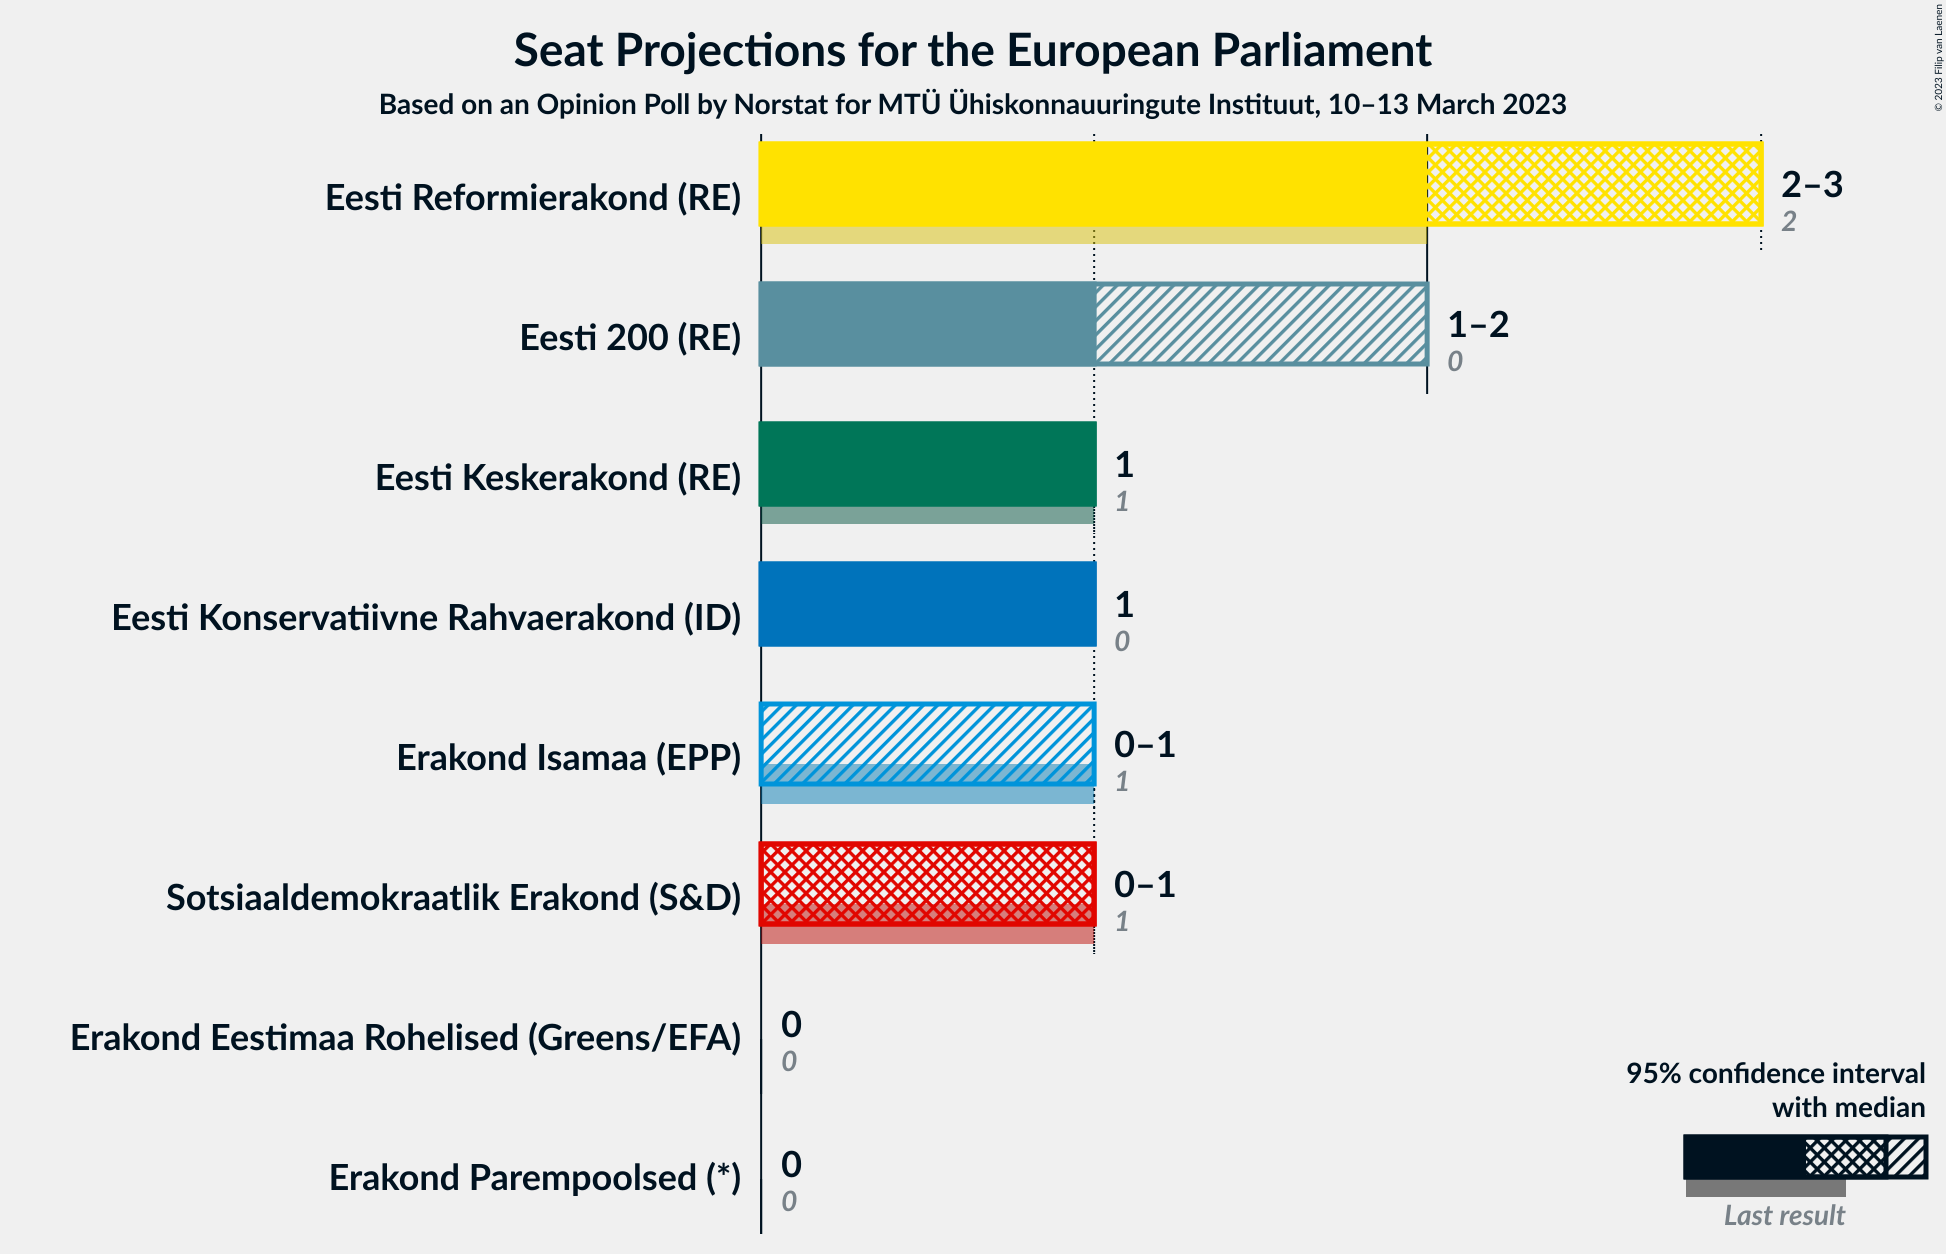 Seat Projections for the European Parliament
Based on an Opinion Poll by Norstat for MTÜ Ühiskonnauuringute Instituut, 10–13 March 2023
© 2023 Filip van Laenen
Eesti Reformierakond (RE)
2–3
2
Eesti 200 (RE)
1–2
0
Eesti Keskerakond (RE)
1
1
Eesti Konservatiivne Rahvaerakond (ID)
1
0
Erakond Isamaa (EPP)
0–1
1
Sotsiaaldemokraatlik Erakond (S&D)
0–1
1
Erakond Eestimaa Rohelised (Greens/EFA)
0
0
Erakond Parempoolsed (*)
0
0
95% confidence interval
with median
Last result